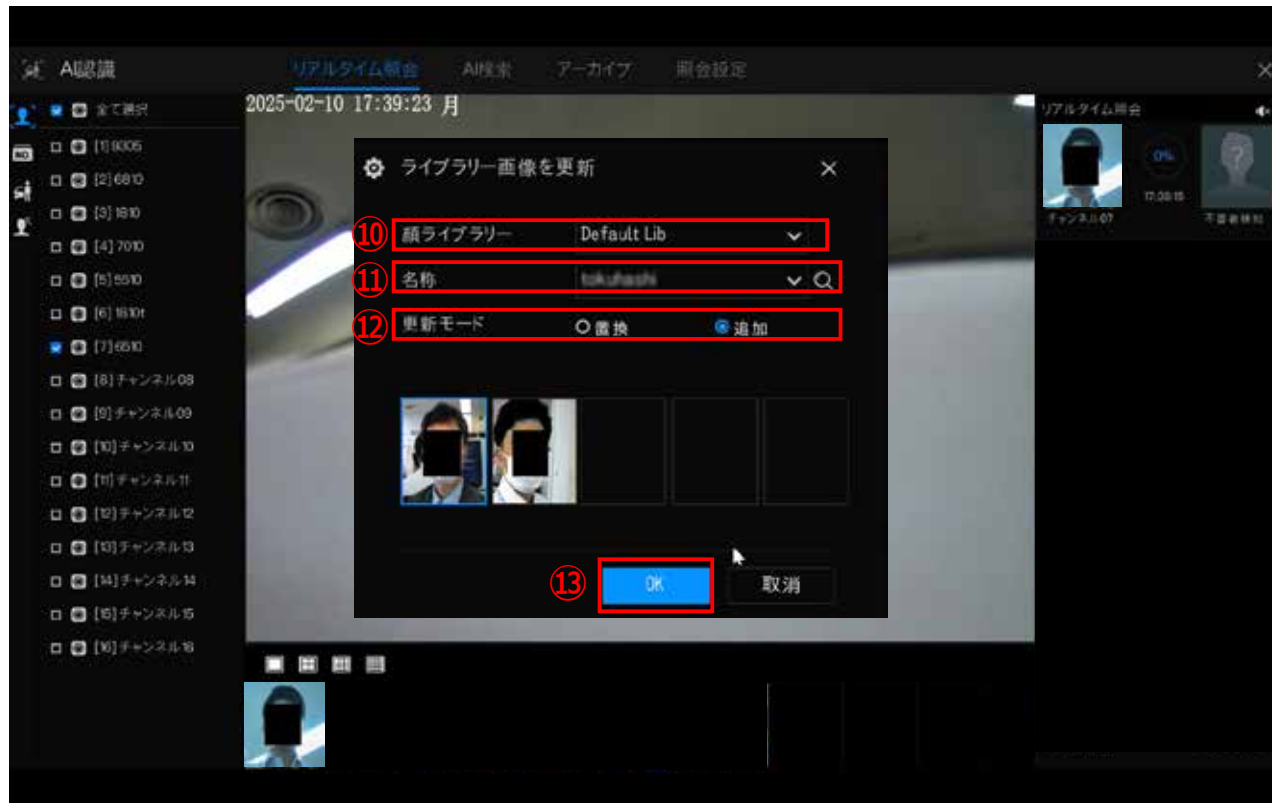 AI認識
リアルタイム照会 AI検索 アーカイブ 照会設定
全て選択
[1] 9006
[2] 6810
[3] 1810
[4] 7010
[5] 5510
[6] 1810t
[7] 6510
[8] チャンネル08
[9] チャンネル09
[10] チャンネル10
[11] チャンネル11
[12] チャンネル12
[13] チャンネル13
[14] チャンネル14
[15] チャンネル15
[16] チャンネル16
2025-02-10 17:39:23 月
ライブラリー画像を更新
⑩ 顔ライブラリー Default Lib
⑪ 名称
⑫ 更新モード 置換 追加
⑬ OK 取消
リアルタイム照会
0%
チャンネル07